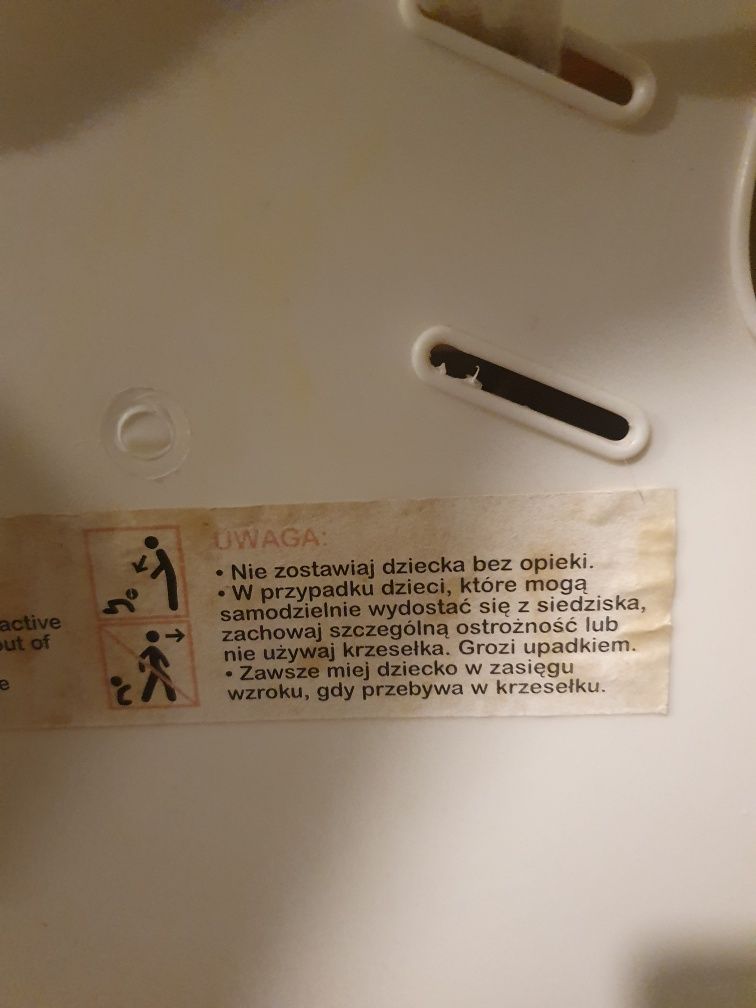 active
out of
e
UWAGA:
• Nie zostawiaj dziecka bez opieki.
• W przypadku dzieci, które mogą
samodzielnie wydostać się z siedziska,
zachowaj szczególną ostrożność lub
nie używaj krzesełka. Grozi upadkiem.
• Zawsze miej dziecko w zasięgu
wzroku, gdy przebywa w krzesełku.